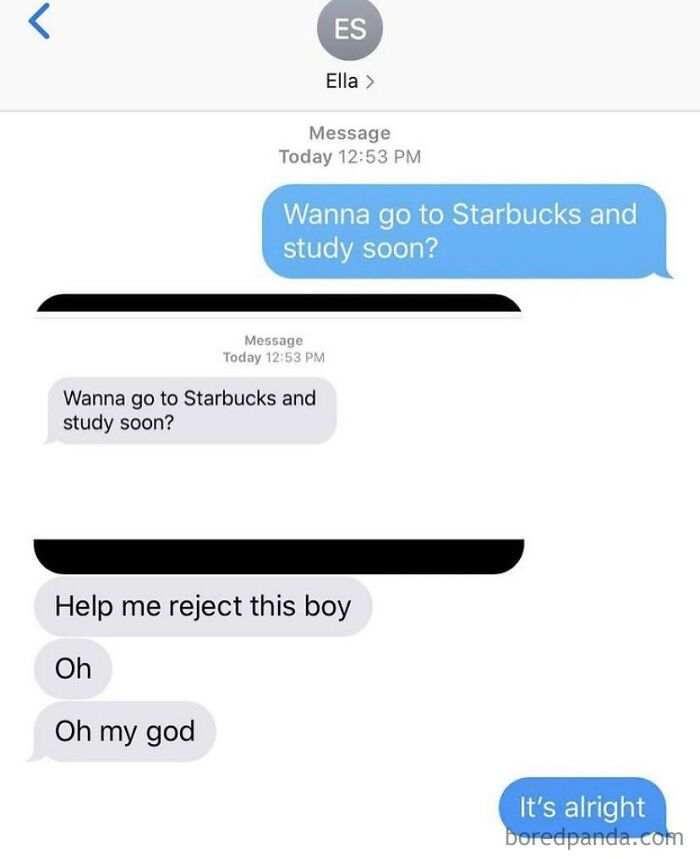 ES
Ella >
Message
Today 12:53 PM
Wanna go to Starbucks and
study soon?
Message
Today 12:53 PM
Wanna go to Starbucks and
study soon?
Help me reject this boy
Oh
Oh my god
It's alright
boredpanda.com